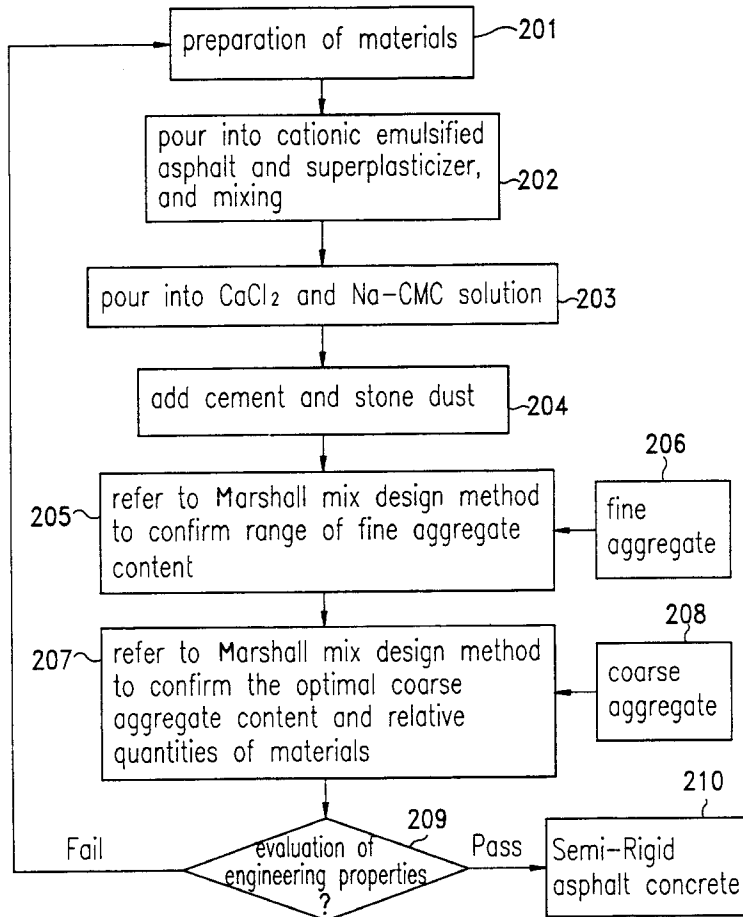 preparation of materials
201
pour into cationic emulsified
asphalt and superplasticizer,
and mixing
202
pour into CaCl₂ and Na-CMC solution
203
add cement and stone dust
204
205
refer to Marshall mix design method
to confirm range of fine aggregate
content
206
fine
aggregate
207
refer to Marshall mix design method
to confirm the optimal coarse
aggregate content and relative
quantities of materials
208
coarse
aggregate
Fail
evaluation of
engineering properties
?
209
Pass
210
Semi-Rigid
asphalt concrete